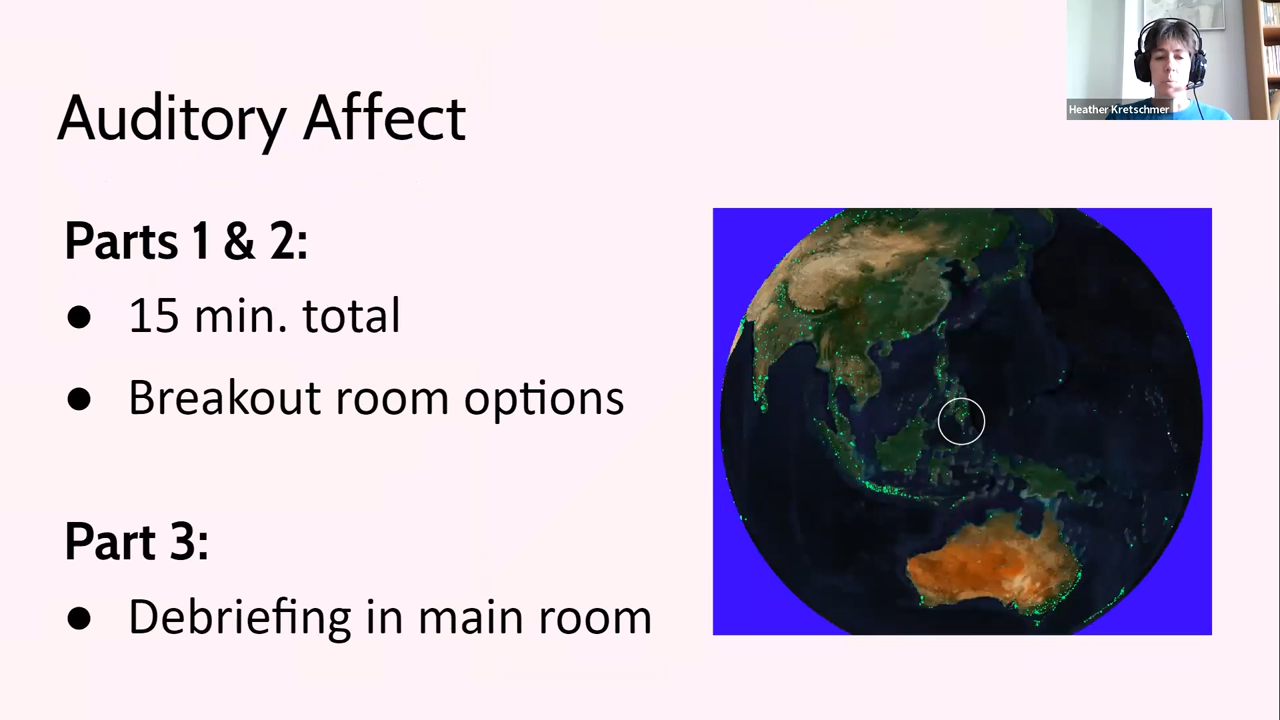 Heather Kretschmer
Auditory Affect
Parts 1 & 2:
● 15 min. total
● Breakout room options
Part 3:
● Debriefing in main room